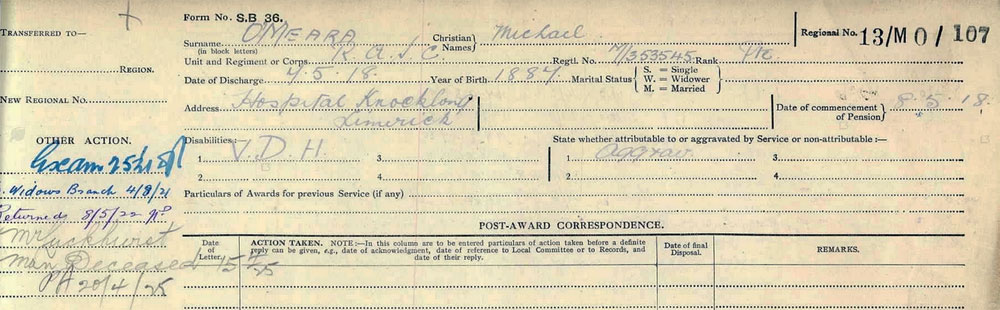 Form No. S.B 36.
TRANSFERRED TO—
REGION.
NEW REGIONAL No.
OTHER ACTION.
Widows Branch 4/8/21
Returned 8/5/22
Man Deceased
20/4/25
Surname (in block letters) O'MEARA Christian Names Michael Regional No. 13/MO/107
Unit and Regiment or Corps R.A.S.C. Regtl. No. M/353545 Rank Pte
Date of Discharge 4.5.18. Year of Birth 1887 Marital Status S. = Single W. = Widower M. = Married
Address Hospital Knocklong Limerick Date of commencement of Pension 8.5.18.
Disabilities:— State whether attributable to or aggravated by Service or non-attributable:—
1. V.D.H. 3. 1. Aggrav 3.
2. 4. 2. 4.
Particulars of Awards for previous Service (if any)
POST-AWARD CORRESPONDENCE.
Date of Letter. ACTION TAKEN. NOTE:—In this column are to be entered particulars of action taken before a definite reply can be given, e.g., date of acknowledgment, date of reference to Local Committee or to Records, and date of their reply. Date of final Disposal. REMARKS.